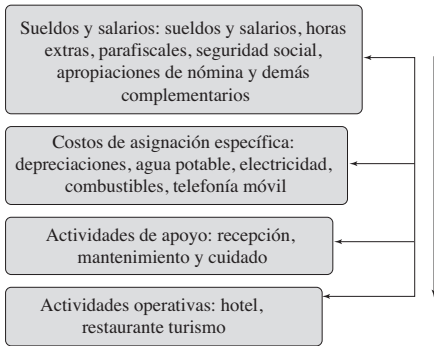 Sueldos y salarios: sueldos y salarios, horas
extras, parafiscales, seguridad social,
apropiaciones de nómina y demás
complementarios
Costos de asignación específica:
depreciaciones, agua potable, electricidad,
combustibles, telefonía móvil
Actividades de apoyo: recepción,
mantenimiento y cuidado
Actividades operativas: hotel,
restaurante turismo